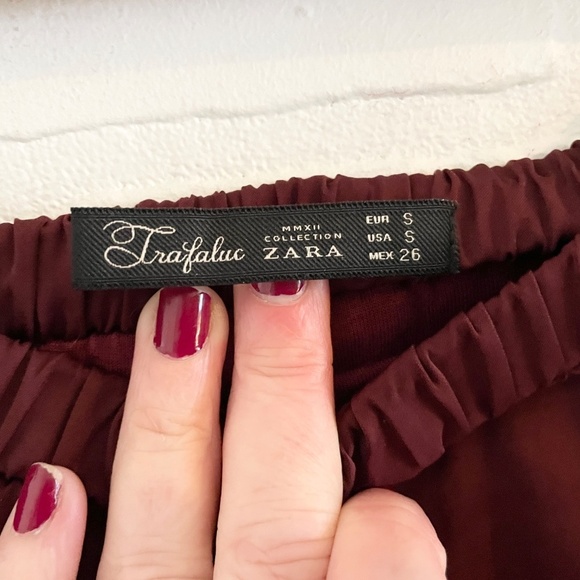 Trafaluc
MMXII
COLLECTION
ZARA
EUR S
USA S
MEX 26